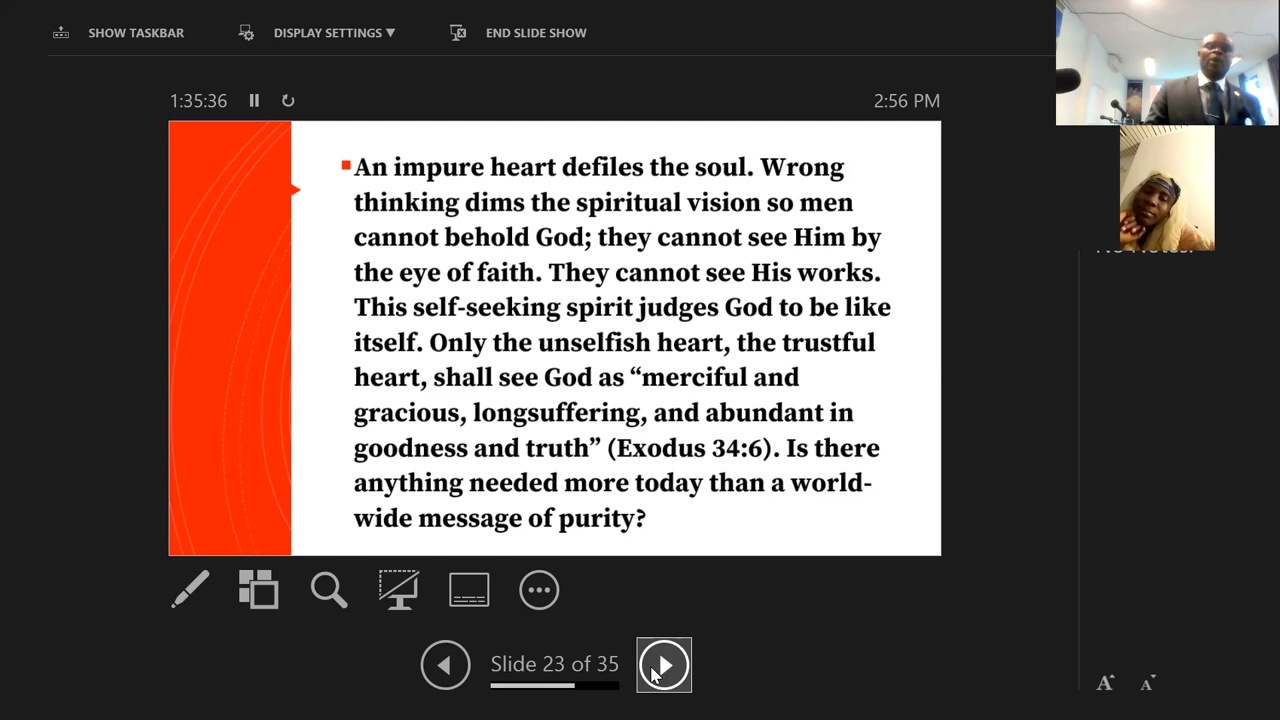 SHOW TASKBAR
DISPLAY SETTINGS ▼
END SLIDE SHOW
1:35:36
2:56 PM
An impure heart defiles the soul. Wrong
thinking dims the spiritual vision so men
cannot behold God; they cannot see Him by
the eye of faith. They cannot see His works.
This self-seeking spirit judges God to be like
itself. Only the unselfish heart, the trustful
heart, shall see God as “merciful and
gracious, longsuffering, and abundant in
goodness and truth” (Exodus 34:6). Is there
anything needed more today than a world-
wide message of purity?
Slide 23 of 35
A A